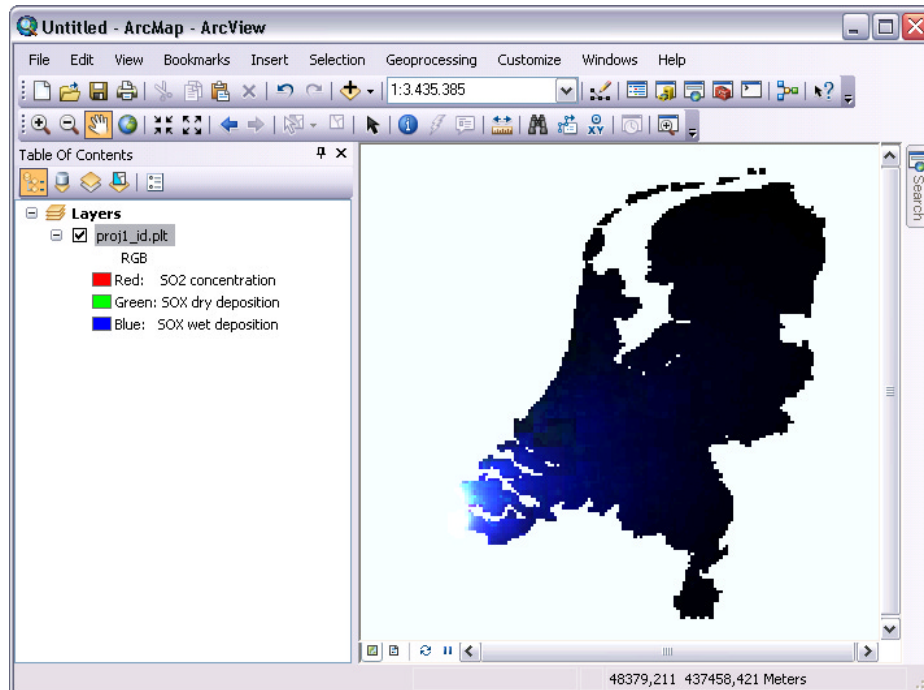 Untitled - ArcMap - ArcView
File Edit View Bookmarks Insert Selection Geoprocessing Customize Windows Help
1:3.435.385
Table Of Contents
Layers
proj1_id.plt
RGB
Red: SO2 concentration
Green: SOX dry deposition
Blue: SOX wet deposition
Search
48379,211 437458,421 Meters